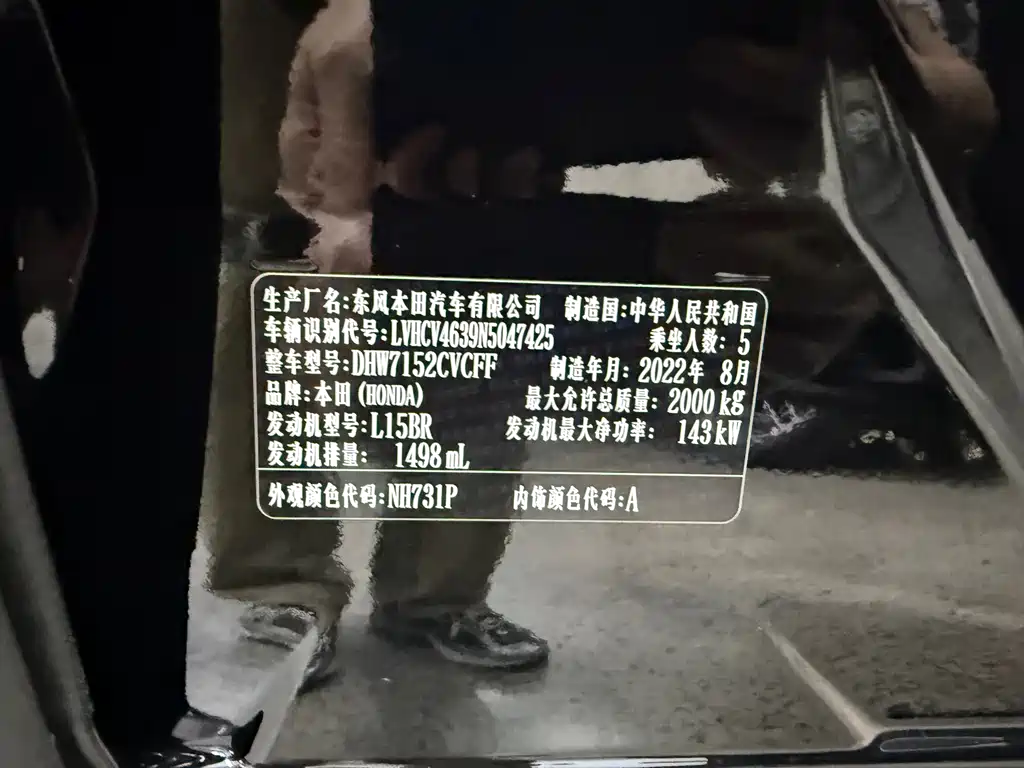 生产厂名:东风本田汽车有限公司 制造国:中华人民共和国
车辆识别代号:LVHCV4639N5047425 乘坐人数: 5
整车型号:DHW7152CVCFF 制造年月: 2022年 8月
品牌:本田 (HONDA) 最大允许总质量: 2000 kg
发动机型号:L15BR 发动机最大净功率: 143 kW
发动机排量: 1498 mL
外观颜色代码:NH731P 内饰颜色代码:A